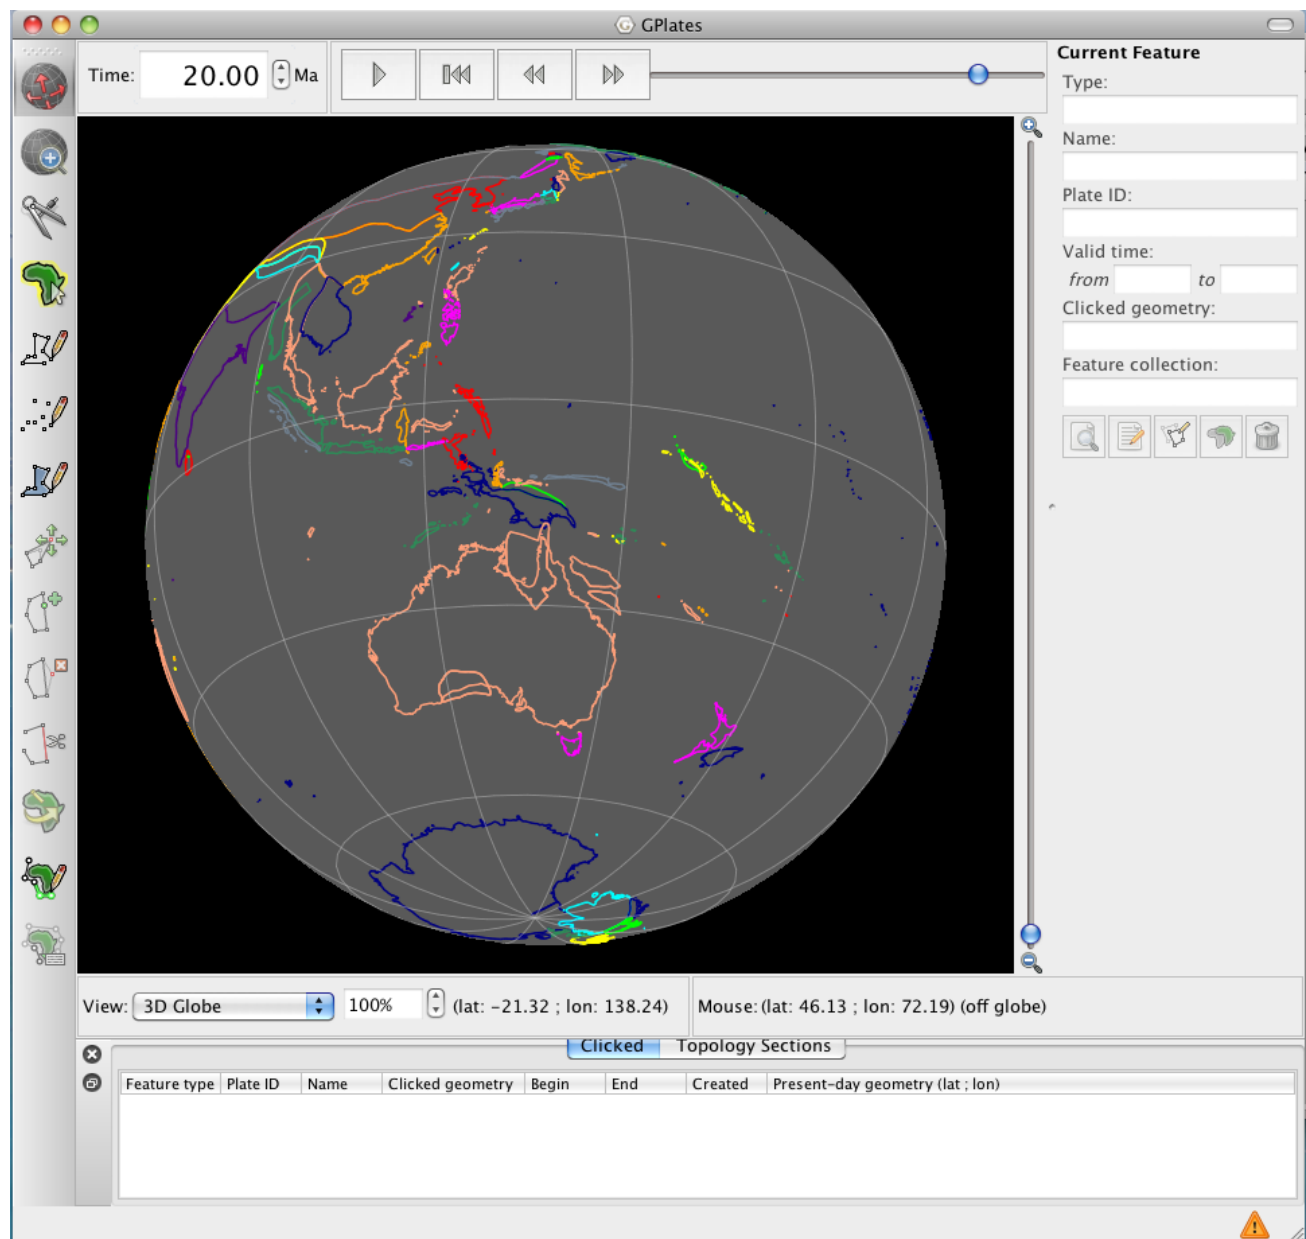 GPlates
Time: 20.00 Ma
Current Feature
Type:
Name:
Plate ID:
Valid time:
from to
Clicked geometry:
Feature collection:
View: 3D Globe 100% (lat: -21.32 ; lon: 138.24) Mouse: (lat: 46.13 ; lon: 72.19) (off globe)
Clicked Topology Sections
Feature type Plate ID Name Clicked geometry Begin End Created Present-day geometry (lat ; lon)